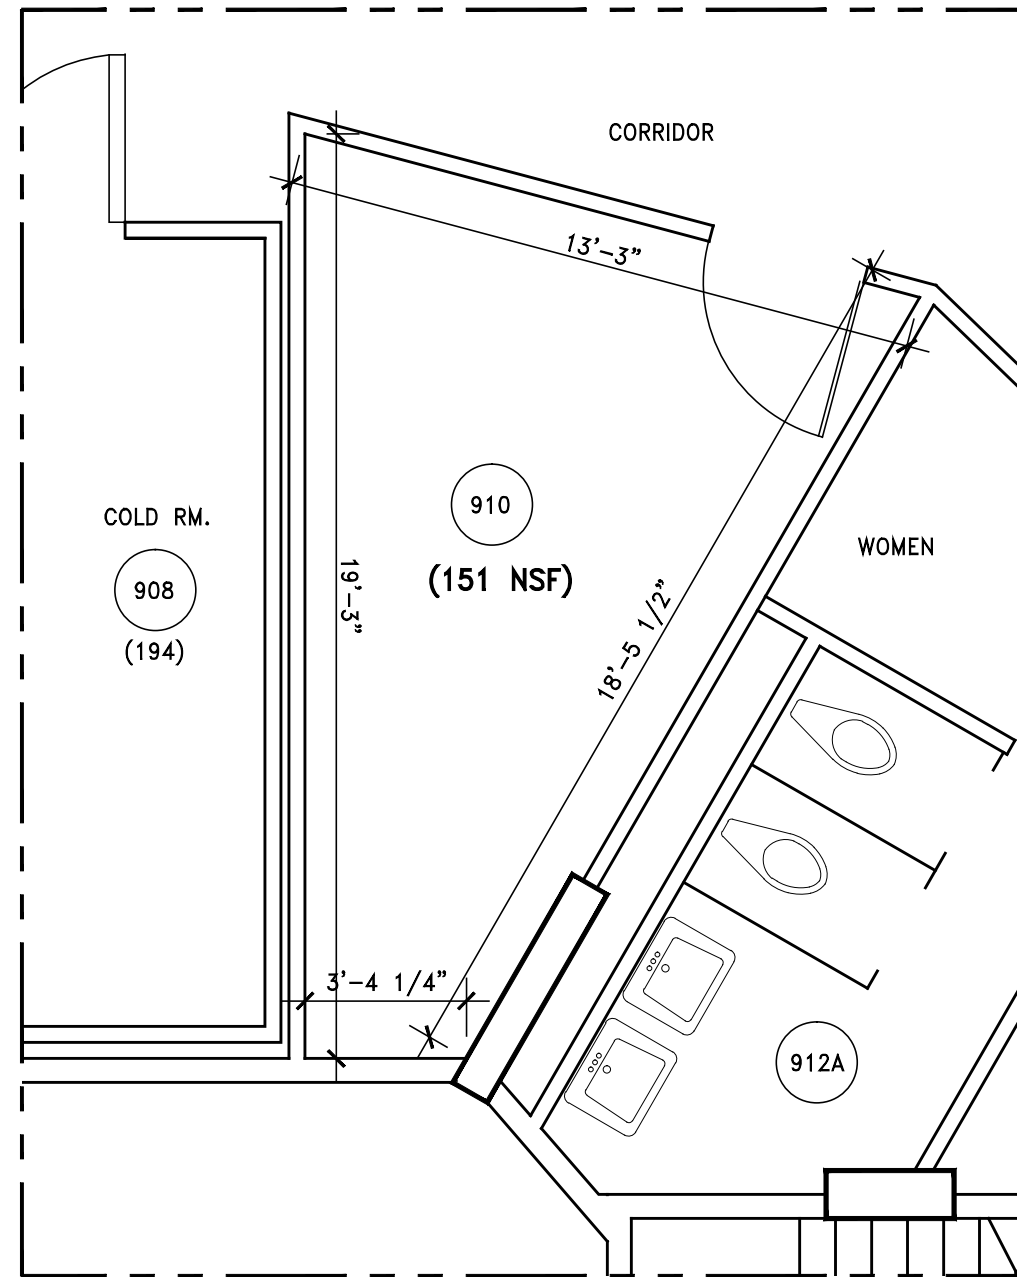 CORRIDOR
13'-3"
910
(151 NSF)
COLD RM.
908
(194)
19'-3"
WOMEN
18'-5 1/2"
3'-4 1/4"
912A